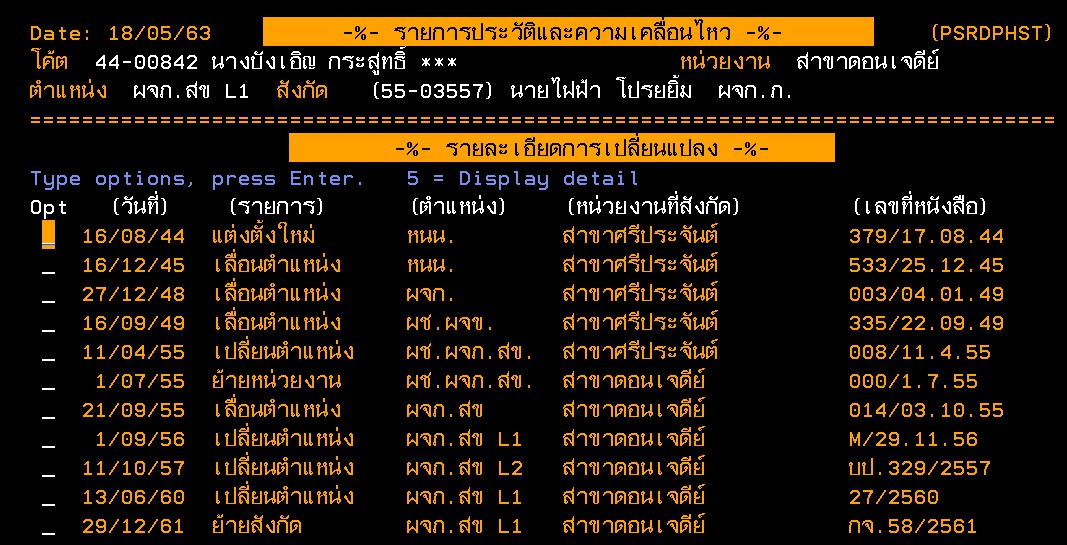 Date: 18/05/63 -%- รายการประวัติและความเคลื่อนไหว -%- (PSRDPHST)
โค้ต 44-00842 นางบังเอิญ กระสูทธิ์ *** หน่วยงาน สาขาดอนเจดีย์
ตำแหน่ง ผจก.สข L1 สังกัด (55-03557) นายไฟฟ้า โปรยยิ้ม ผจก.ภ.
===============================================================================
-%- รายละเอียดการเปลี่ยนแปลง -%-
Type options, press Enter. 5 = Display detail
Opt (วันที่) (รายการ) (ตำแหน่ง) (หน่วยงานที่สังกัด) (เลขที่หนังสือ)
_ 16/08/44 แต่งตั้งใหม่ หนน. สาขาศรีประจันต์ 379/17.08.44
_ 16/12/45 เลื่อนตำแหน่ง หนน. สาขาศรีประจันต์ 533/25.12.45
_ 27/12/48 เลื่อนตำแหน่ง ผจก. สาขาศรีประจันต์ 003/04.01.49
_ 16/09/49 เลื่อนตำแหน่ง ผช.ผจข. สาขาศรีประจันต์ 335/22.09.49
_ 11/04/55 เปลี่ยนตำแหน่ง ผช.ผจก.สข. สาขาศรีประจันต์ 008/11.4.55
_ 1/07/55 ย้ายหน่วยงาน ผช.ผจก.สข. สาขาดอนเจดีย์ 000/1.7.55
_ 21/09/55 เลื่อนตำแหน่ง ผจก.สข สาขาดอนเจดีย์ 014/03.10.55
_ 1/09/56 เปลี่ยนตำแหน่ง ผจก.สข L1 สาขาดอนเจดีย์ M/29.11.56
_ 11/10/57 เปลี่ยนตำแหน่ง ผจก.สข L2 สาขาดอนเจดีย์ บป.329/2557
_ 13/06/60 เปลี่ยนตำแหน่ง ผจก.สข L1 สาขาดอนเจดีย์ 27/2560
_ 29/12/61 ย้ายสังกัด ผจก.สข L1 สาขาดอนเจดีย์ กจ.58/2561